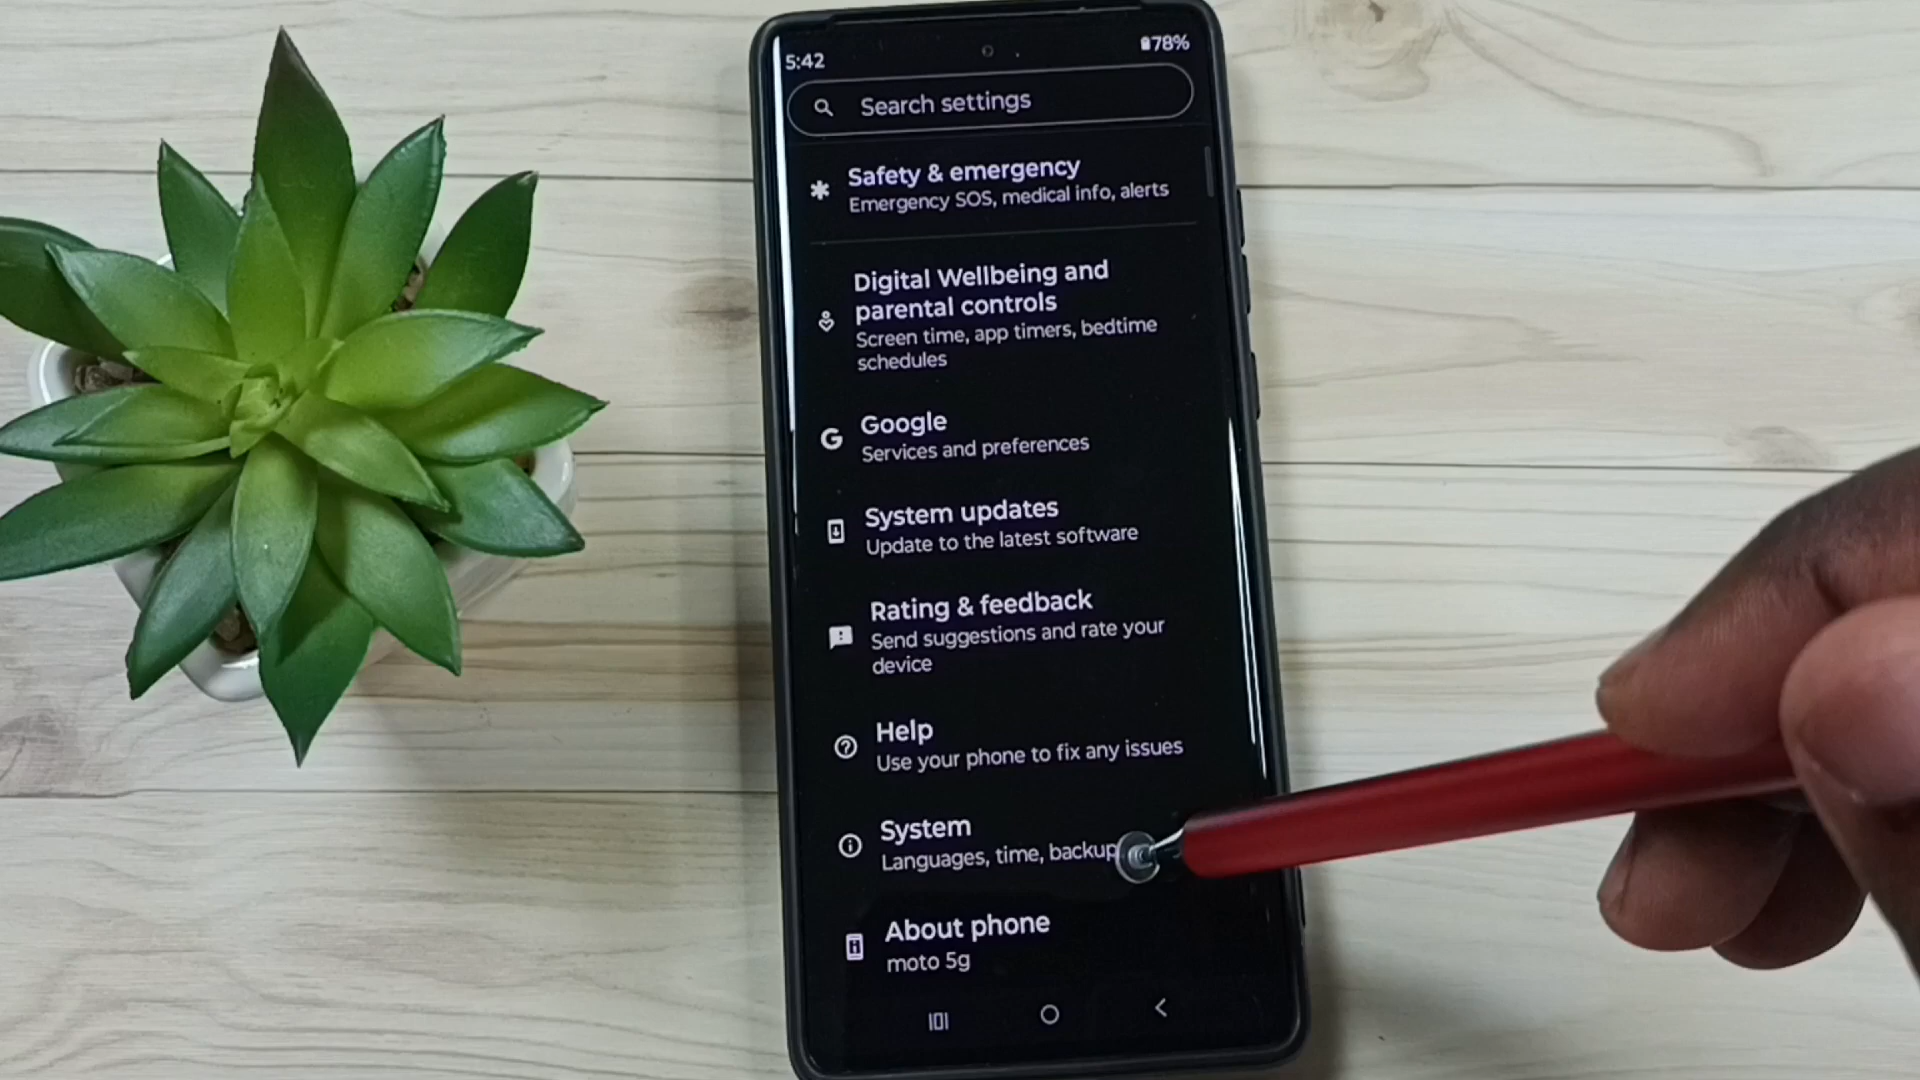 5:42
78%
Search settings
Safety & emergency
Emergency SOS, medical info, alerts
Digital Wellbeing and
parental controls
Screen time, app timers, bedtime
schedules
Google
Services and preferences
System updates
Update to the latest software
Rating & feedback
Send suggestions and rate your
device
Help
Use your phone to fix any issues
System
Languages, time, backup
About phone
moto 5g